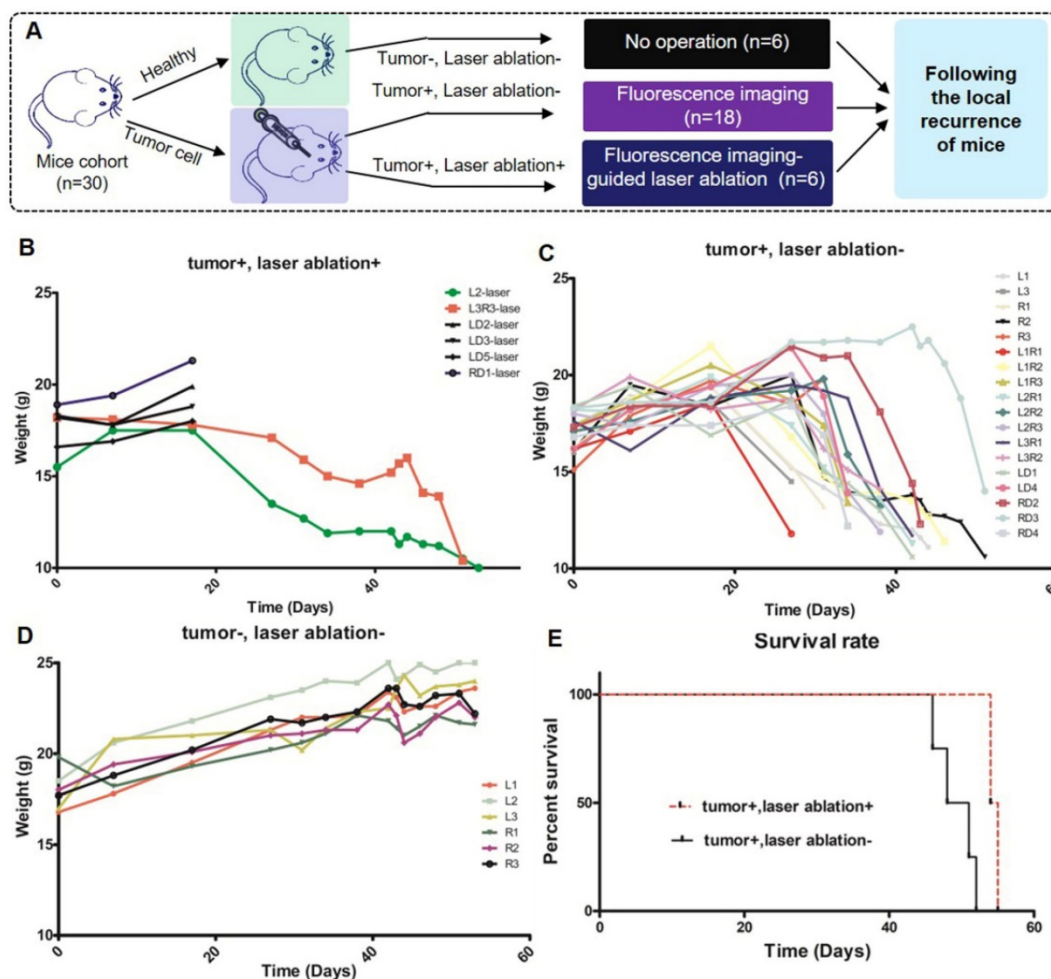 A
Healthy
Tumor cell
Mice cohort
(n=30)
Tumor-, Laser ablation-
Tumor+, Laser ablation-
Tumor+, Laser ablation+
No operation (n=6)
Fluorescence imaging
(n=18)
Fluorescence imaging-
guided laser ablation (n=6)
Following
the local
recurrence
of mice
B
tumor+, laser ablation+
25
20
15
10
Weight (g)
0
20
40
Time (Days)
L2-laser
L3R3-lase
LD2-laser
LD3-laser
LD5-laser
RD1-laser
C
tumor+, laser ablation-
25
20
15
10
Weight (g)
0
20
40
60
Time (Days)
L1
L3
R1
R2
R3
L1R1
L1R2
L1R3
L2R1
L2R2
L2R3
L3R1
L3R2
LD1
LD4
RD2
RD3
RD4
D
tumor-, laser ablation-
25
20
15
10
Weight (g)
0
20
40
60
Time (Days)
L1
L2
L3
R1
R2
R3
E
Survival rate
100
50
0
Percent survival
tumor+,laser ablation+
tumor+,laser ablation-
0
20
40
60
Time (Days)